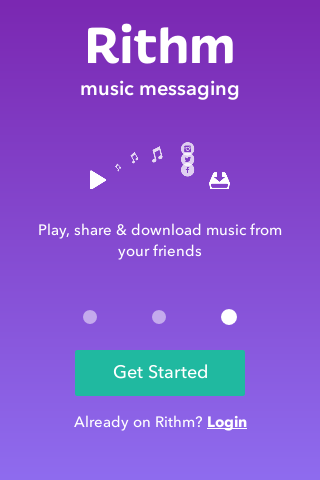 Rithm
music messaging
Play, share & download music from
your friends
Get Started
Already on Rithm? Login